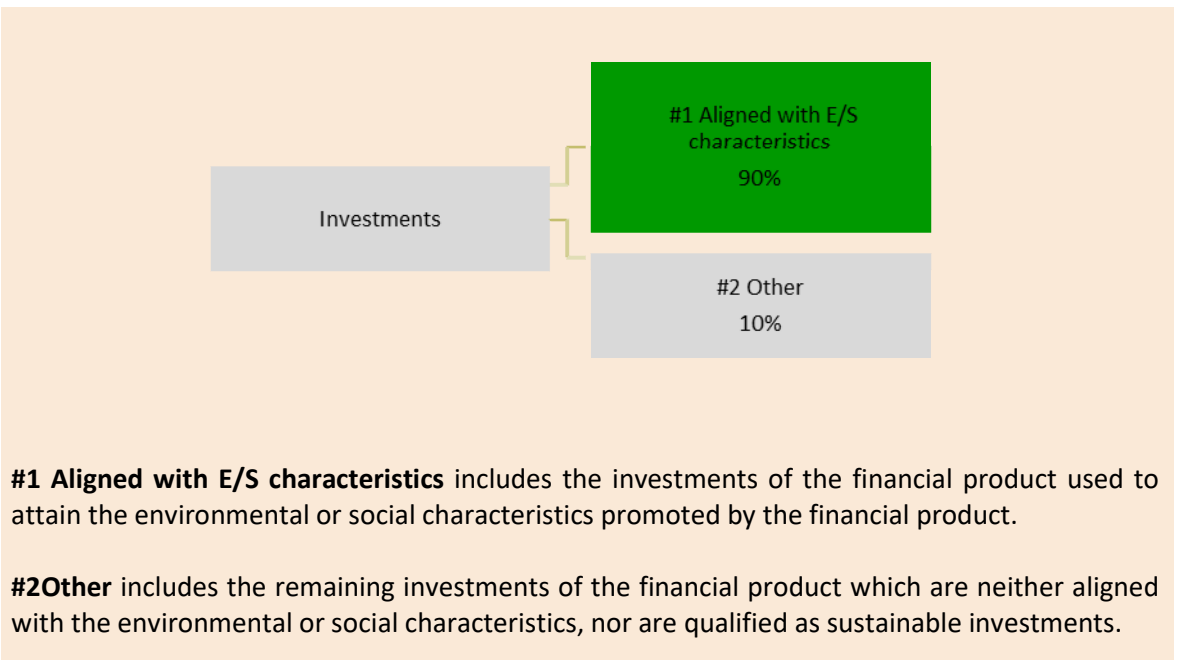 #1 Aligned with E/S
characteristics
90%
Investments
#2 Other
10%
#1 Aligned with E/S characteristics includes the investments of the financial product used to
attain the environmental or social characteristics promoted by the financial product.
#2Other includes the remaining investments of the financial product which are neither aligned
with the environmental or social characteristics, nor are qualified as sustainable investments.